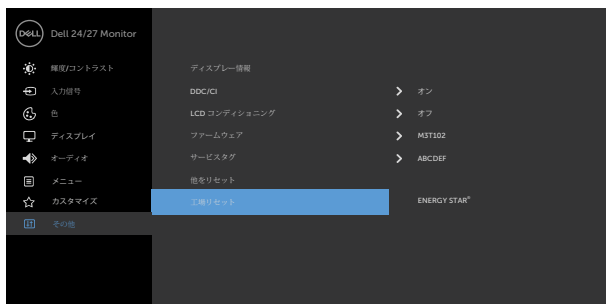 DELL Dell 24/27 Monitor
輝度/コントラスト ディスプレー情報
入力信号 DDC/CI オン
色 LCD コンディショニング オフ
ディスプレイ ファームウェア M3T102
オーディオ サービスタグ ABCDEF
メニュー 他をリセット
カスタマイズ 工場リセット ENERGY STAR®
その他